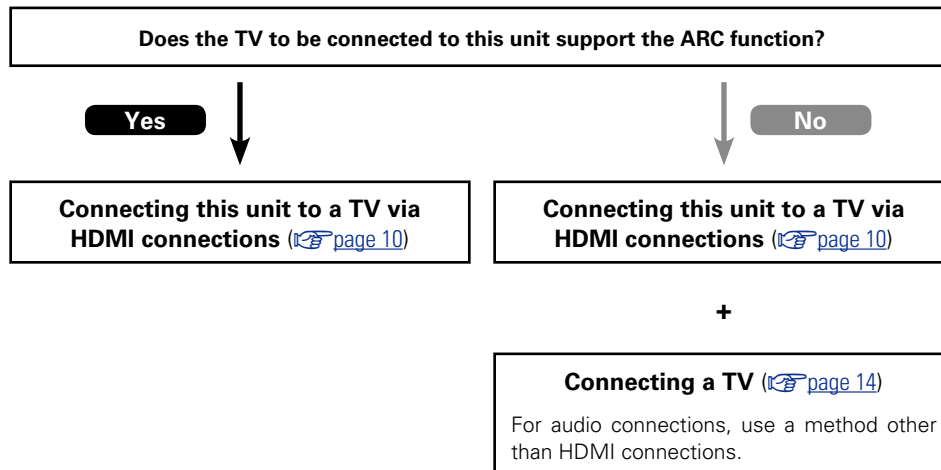 Does the TV to be connected to this unit support the ARC function?
Yes
No
Connecting this unit to a TV via
HDMI connections (page 10)
Connecting this unit to a TV via
HDMI connections (page 10)
+
Connecting a TV (page 14)
For audio connections, use a method other
than HDMI connections.